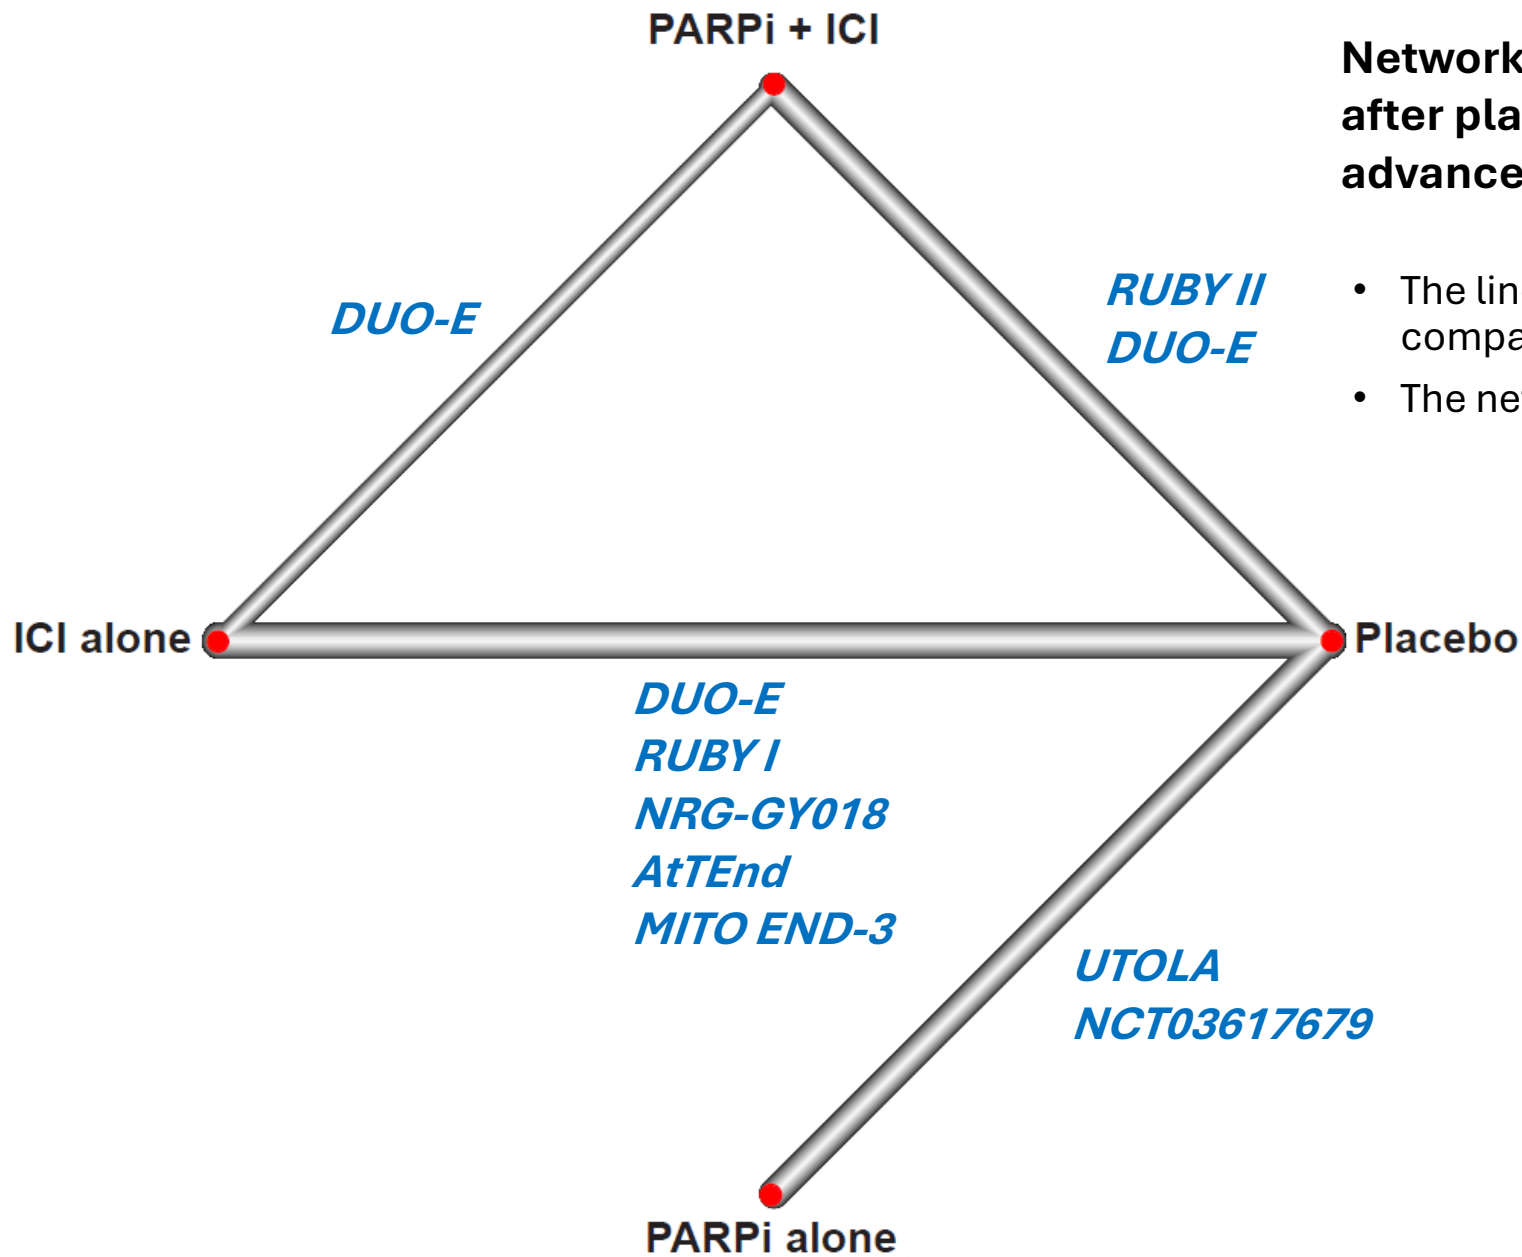 PARPi + ICI
Network
after pla
advance
• The lin
compa
• The ne
DUO-E
RUBY II
DUO-E
ICI alone
Placebo
DUO-E
RUBY I
NRG-GY018
AtTEnd
MITO END-3
UTOLA
NCT03617679
PARPi alone